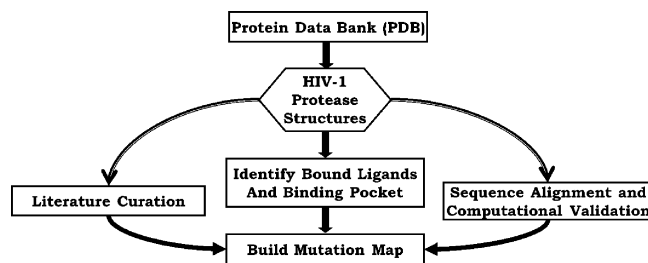 Protein Data Bank (PDB)
HIV-1
Protease
Structures
Literature Curation
Identify Bound Ligands
And Binding Pocket
Sequence Alignment and
Computational Validation
Build Mutation Map